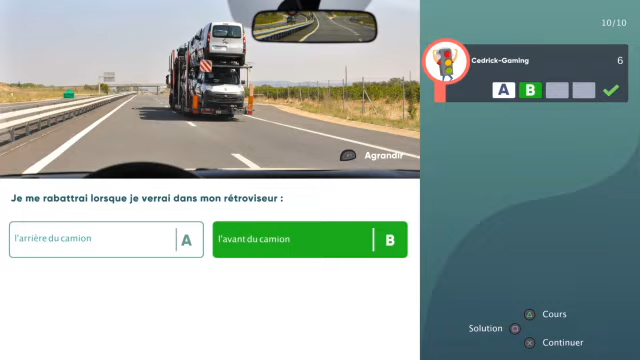 10/10
Cedrick-Gaming 6
A B
Agrandir
Je me rabattrai lorsque je verrai dans mon rétroviseur :
l'arrière du camion A
l'avant du camion B
Cours
Solution
Continuer